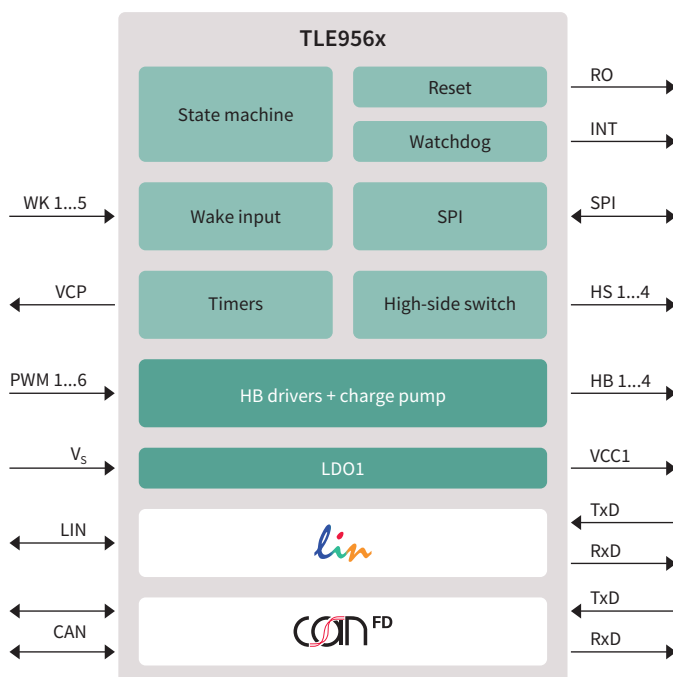 TLE956x
State machine
Reset
RO
Watchdog
INT
WK 1...5
Wake input
SPI
SPI
VCP
Timers
High-side switch
HS 1...4
PWM 1...6
HB drivers + charge pump
HB 1...4
VS
LDO1
VCC1
LIN
lin
TxD
RxD
CAN
CAN FD
TxD
RxD